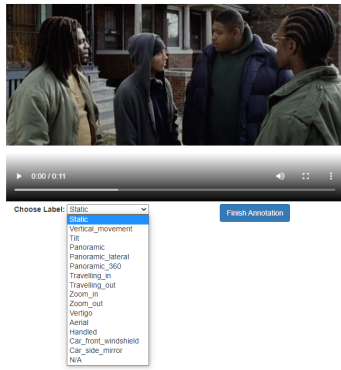 0:00 / 0:11
Choose Label: Static
Finish Annotation
Static
Vertical_movement
Tilt
Panoramic
Panoramic_lateral
Panoramic_360
Travelling_in
Travelling_out
Zoom_in
Zoom_out
Vertigo
Aerial
Handled
Car_front_windshield
Car_side_mirror
N/A